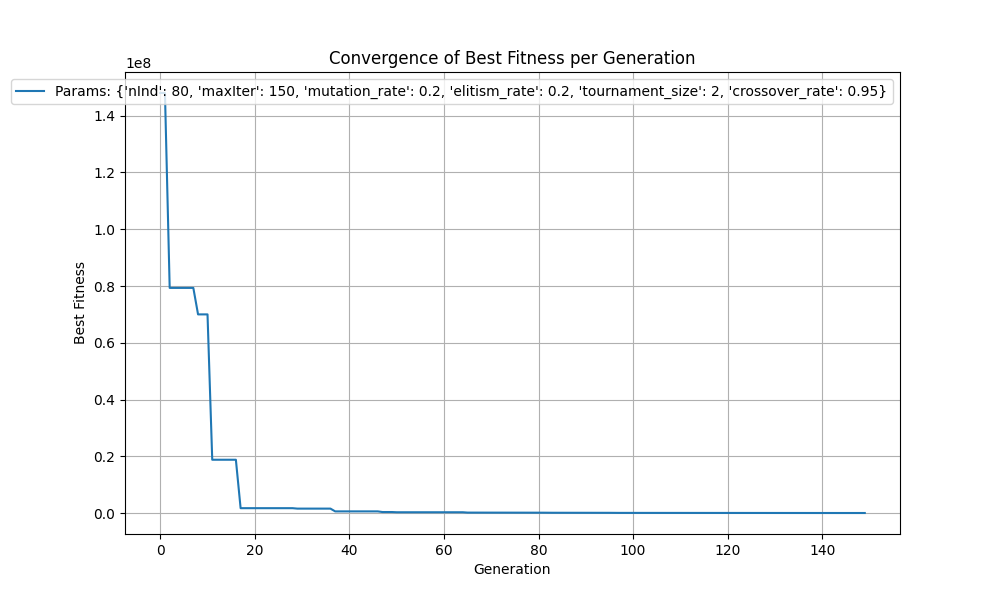 Convergence of Best Fitness per Generation
1e8
Params: {'nInd': 80, 'maxIter': 150, 'mutation_rate': 0.2, 'elitism_rate': 0.2, 'tournament_size': 2, 'crossover_rate': 0.95}
1.4
1.2
1.0
0.8
0.6
0.4
0.2
0.0
Best Fitness
0 20 40 60 80 100 120 140
Generation